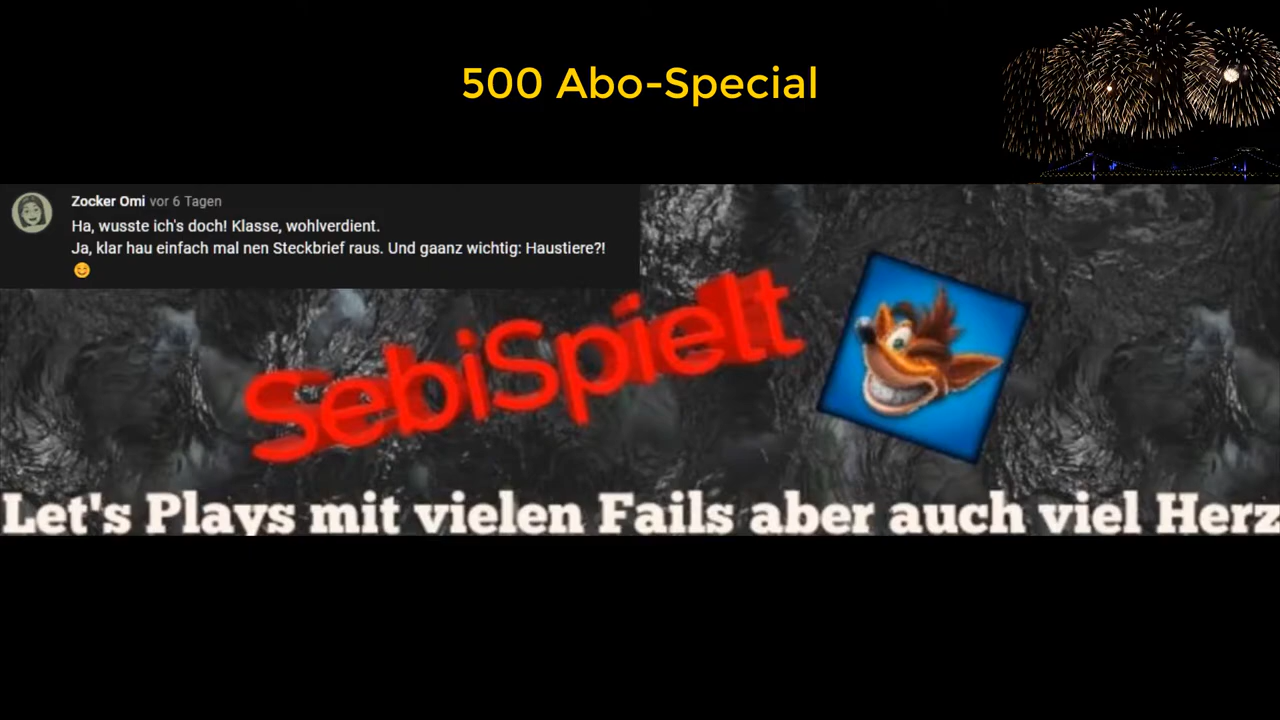 500 Abo-Special
Zocker Omi vor 6 Tagen
Ha, wusste ich's doch! Klasse, wohlverdient.
Ja, klar hau einfach mal nen Steckbrief raus. Und gaanz wichtig: Haustiere?!
😊
SebiSpielt
Let's Plays mit vielen Fails aber auch viel Herz